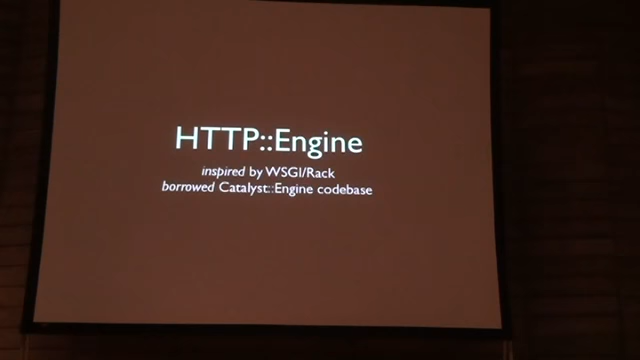 HTTP::Engine
inspired by WSGI/Rack
borrowed Catalyst::Engine codebase